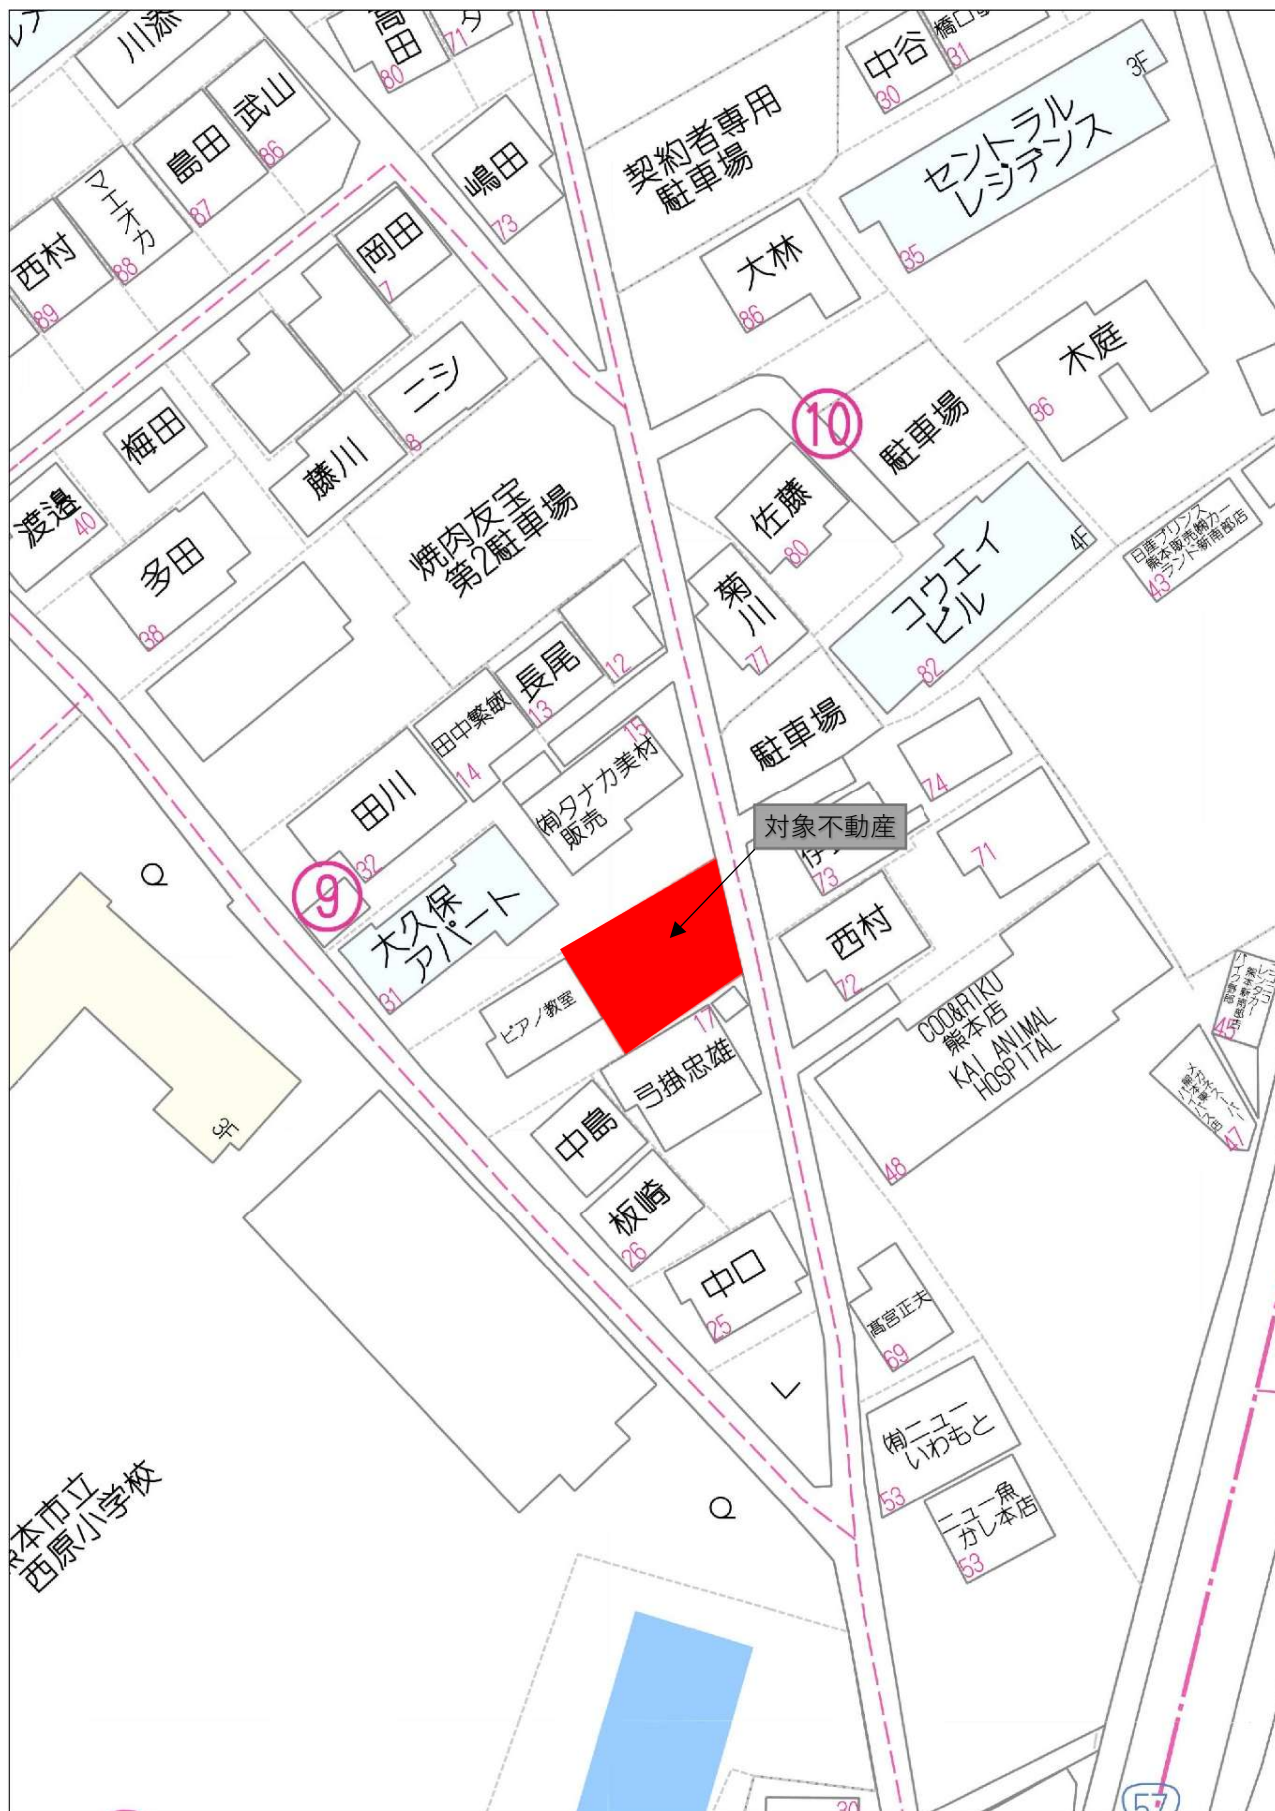 川添
高田
80
71
中谷
30
31
3F
武山
86
島田
87
マエオカ
88
西村
89
嶋田
73
契約者専用
駐車場
セントラル
レジデンス
35
岡田
7
大林
86
木庭
36
ニシ
8
⑩
駐車場
梅田
藤川
渡邉
40
多田
38
焼肉友宝
第2駐車場
佐藤
80
コウエイ
ビル
4F
82
日産プリンス
熊本販売㈱カー
ランド新南部店
43
菊川
77
12
長尾
13
田中繁敏
14
15
㈲タナカ美材
販売
駐車場
74
田川
32
対象不動産
73
71
⑨
大久保
アパート
31
西村
72
ピアノ教室
17
弓掛忠雄
COO&RIKU
熊本店
KAI ANIMAL
HOSPITAL
48
45
47
3F
中島
板崎
26
中口
25
髙宮正夫
69
㈲ニュー
いわもと
53
ニュー魚
がし本店
53
本市立
西原小学校
57